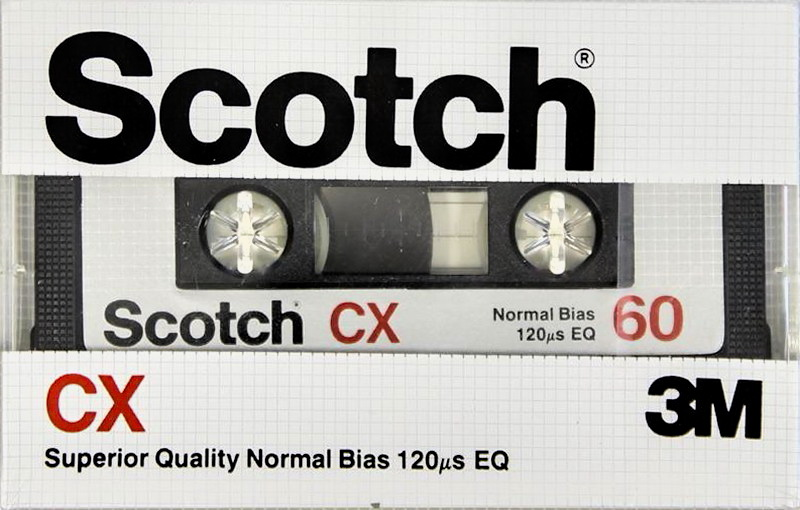 Scotch®
Scotch CX
Normal Bias
120μs EQ
60
CX
3M
Superior Quality Normal Bias 120μs EQ